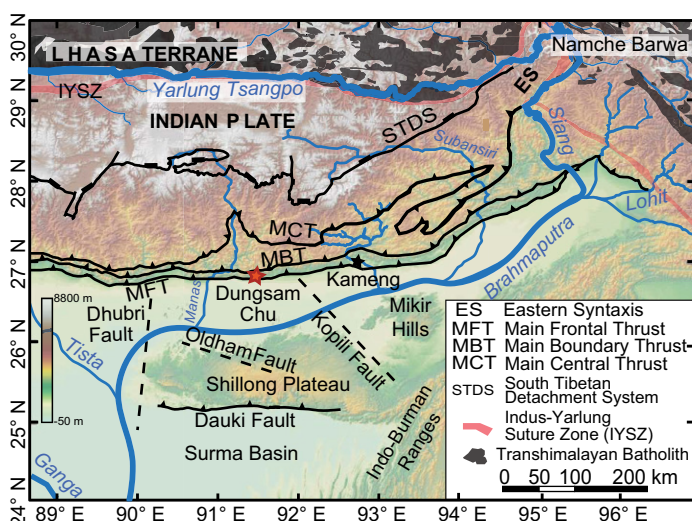 30° N
29° N
28° N
27° N
26° N
25° N
24° N
LHASA TERRANE
Namche Barwa
IYSZ
Yarlung Tsangpo
ES
INDIAN PLATE
STDS
Siang
Subansiri
Lohit
MCT
MBT
MFT
Dungsam
Chu
Kameng
Brahmaputra
8800 m
-50 m
Manas
Dhubri
Fault
Mikir
Hills
Kopili Fault
Tista
Oldham Fault
Shillong Plateau
Dauki Fault
Surma Basin
Indo-Burman
Ranges
Ganga
ES Eastern Syntaxis
MFT Main Frontal Thrust
MBT Main Boundary Thrust
MCT Main Central Thrust
STDS South Tibetan
Detachment System
Indus-Yarlung
Suture Zone (IYSZ)
Transhimalayan Batholith
0 50 100 200 km
89° E 90° E 91° E 92° E 93° E 94° E 95° E 96° E